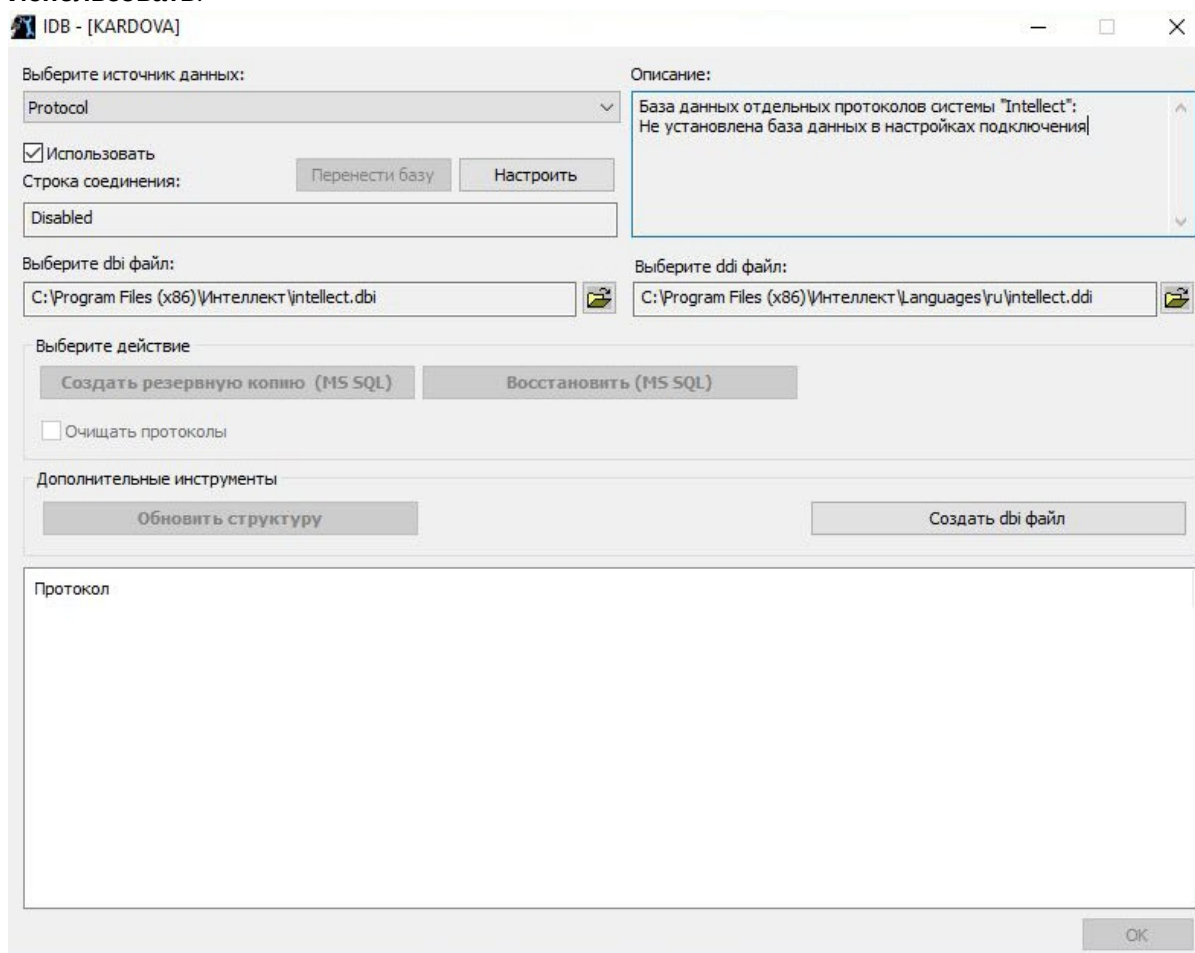 Использовать.
IDB - [KARDOVA]
Выберите источник данных:
Protocol
Использовать
Строка соединения:
Перенести базу
Настроить
Disabled
Описание:
База данных отдельных протоколов системы "Intellect":
Не установлена база данных в настройках подключения
Выберите dbi файл:
C:\Program Files (x86)\Интеллект\intellect.dbi
Выберите ddi файл:
C:\Program Files (x86)\Интеллект\Languages\ru\intellect.ddi
Выберите действие
Создать резервную копию (MS SQL)
Восстановить (MS SQL)
Очищать протоколы
Дополнительные инструменты
Обновить структуру
Создать dbi файл
Протокол
OK